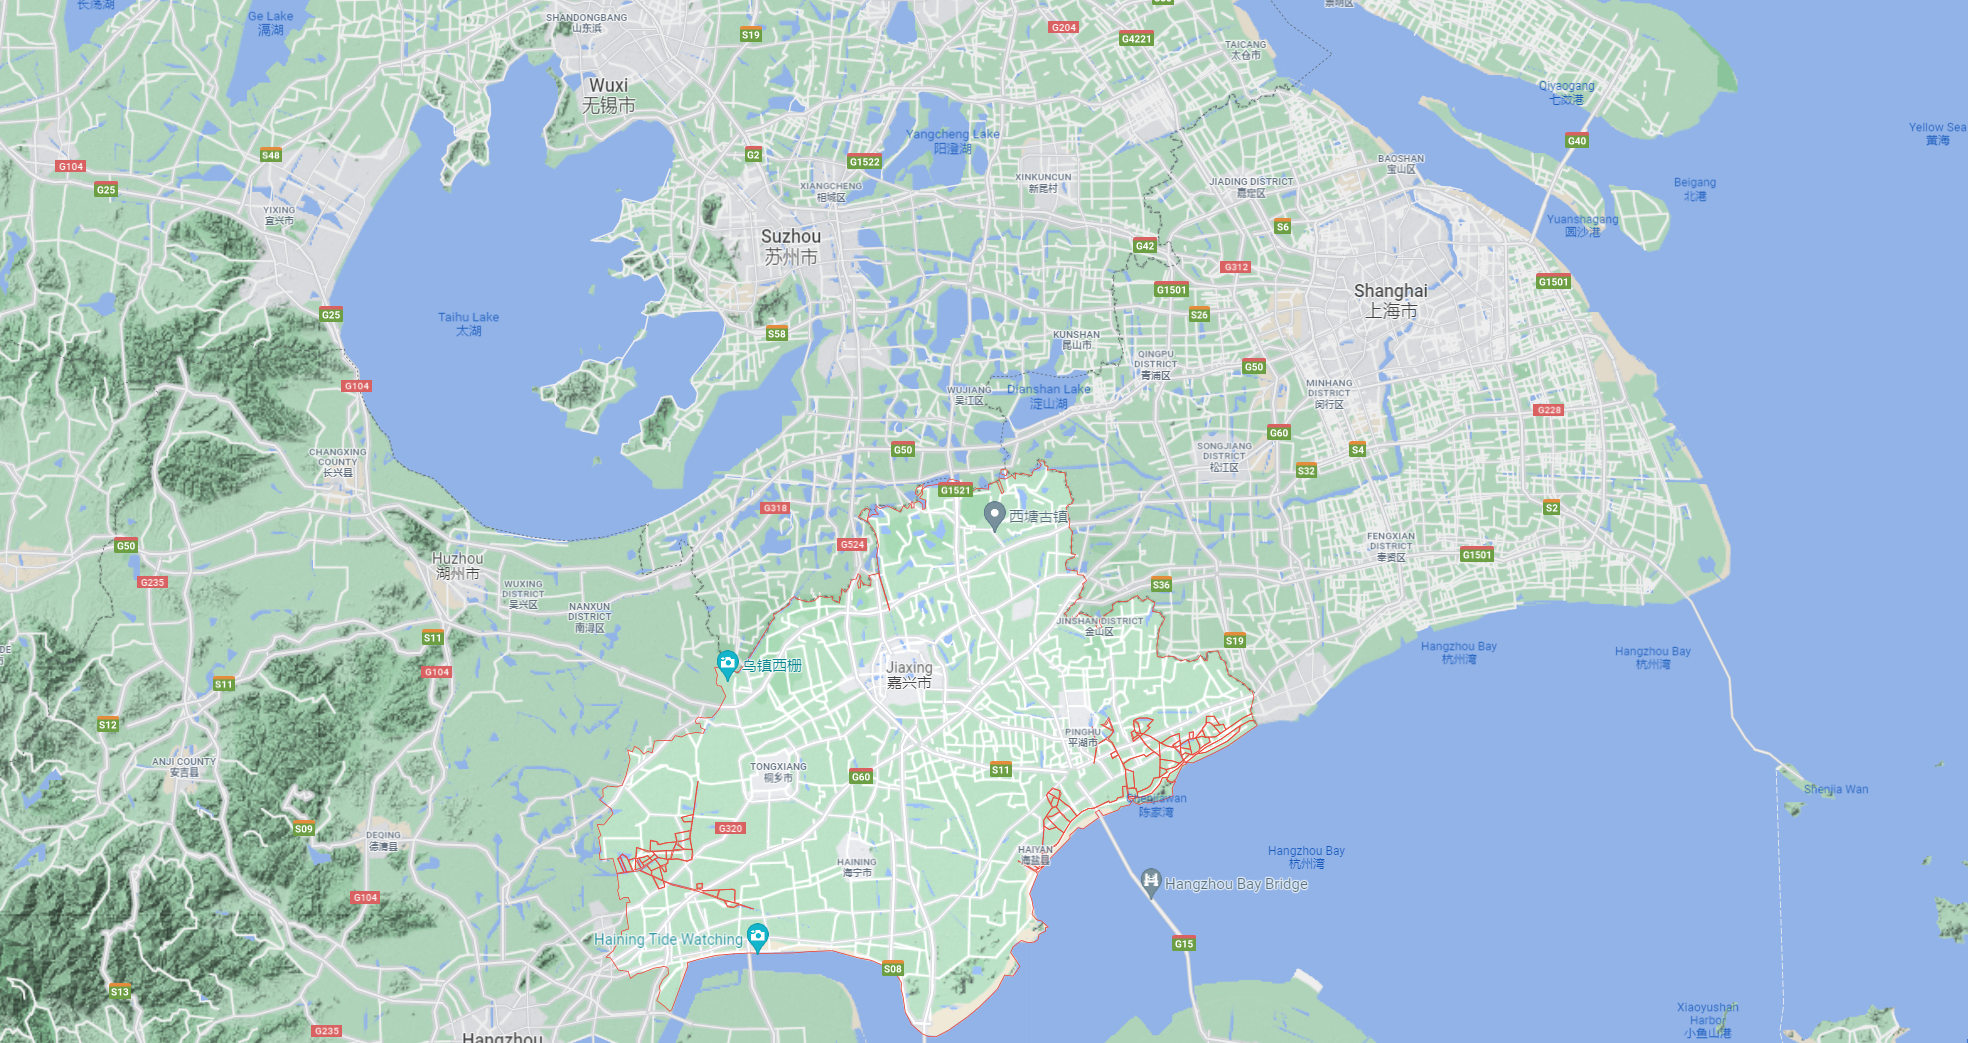 Ge Lake
滆湖
SHANDONGBANG
山东浜
S19
G204
G4221
TAICANG
太仓市
Wuxi
无锡市
Qiyaogang
七滧港
Yellow Sea
黄海
Yangcheng Lake
阳澄湖
G40
S48
G2
G1522
G104
BAOSHAN
宝山区
XINKUNCUN
新昆村
JIADING DISTRICT
嘉定区
Beigang
北港
G25
XIANGCHENG
相城区
YIXING
宜兴市
Yuanshagang
圆沙港
S6
Suzhou
苏州市
G42
G312
G1501
G1501
Shanghai
上海市
G25
Taihu Lake
太湖
S26
S58
KUNSHAN
昆山市
QINGPU
DISTRICT
青浦区
G50
G104
WUJIANG
吴江区
Dianshan Lake
淀山湖
MINHANG
DISTRICT
闵行区
G228
G60
G50
SONGJIANG
DISTRICT
松江区
S4
S32
CHANGXING
COUNTY
长兴县
G1521
G318
S2
西塘古镇
G50
G524
FENGXIAN
DISTRICT
奉贤区
G1501
Huzhou
湖州市
G235
WUXING
DISTRICT
吴兴区
S36
NANXUN
DISTRICT
南浔区
JINSHAN DISTRICT
金山区
S11
S19
Hangzhou Bay
杭州湾
Hangzhou Bay
杭州湾
G104
乌镇西栅
Jiaxing
嘉兴市
S11
S12
PINGHU
平湖市
ANJI COUNTY
安吉县
TONGXIANG
桐乡市
G60
S11
Shenjia Wan
Chenjiawan
陈家湾
S09
G320
DEQING
德清县
HAIYAN
海盐县
Hangzhou Bay
杭州湾
HAINING
海宁市
Hangzhou Bay Bridge
G104
Haining Tide Watching
G15
S08
S13
Xiaoyushan
Harbor
小鱼山港
G235
Hangzhou